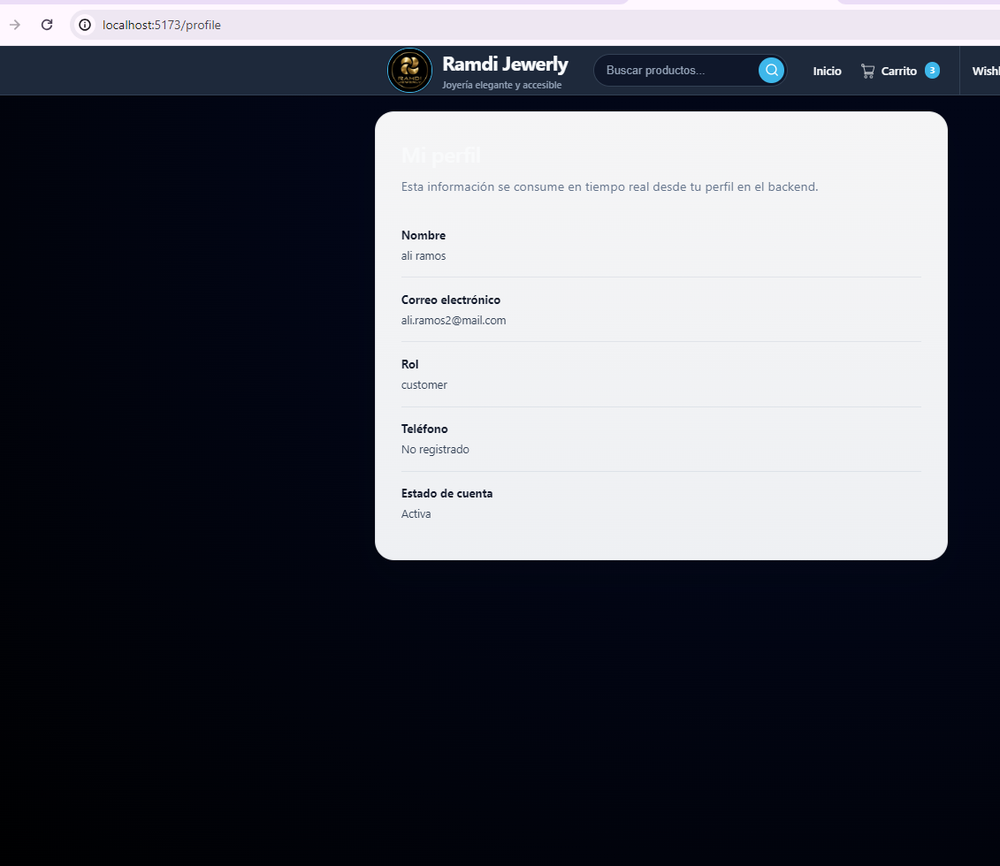 localhost:5173/profile
RAMDI
JEWERLY
Ramdi Jewerly
Joyería elegante y accesible
Buscar productos...
Inicio
Carrito
3
Wishl
Mi perfil
Esta información se consume en tiempo real desde tu perfil en el backend.
Nombre
ali ramos
Correo electrónico
ali.ramos2@mail.com
Rol
customer
Teléfono
No registrado
Estado de cuenta
Activa